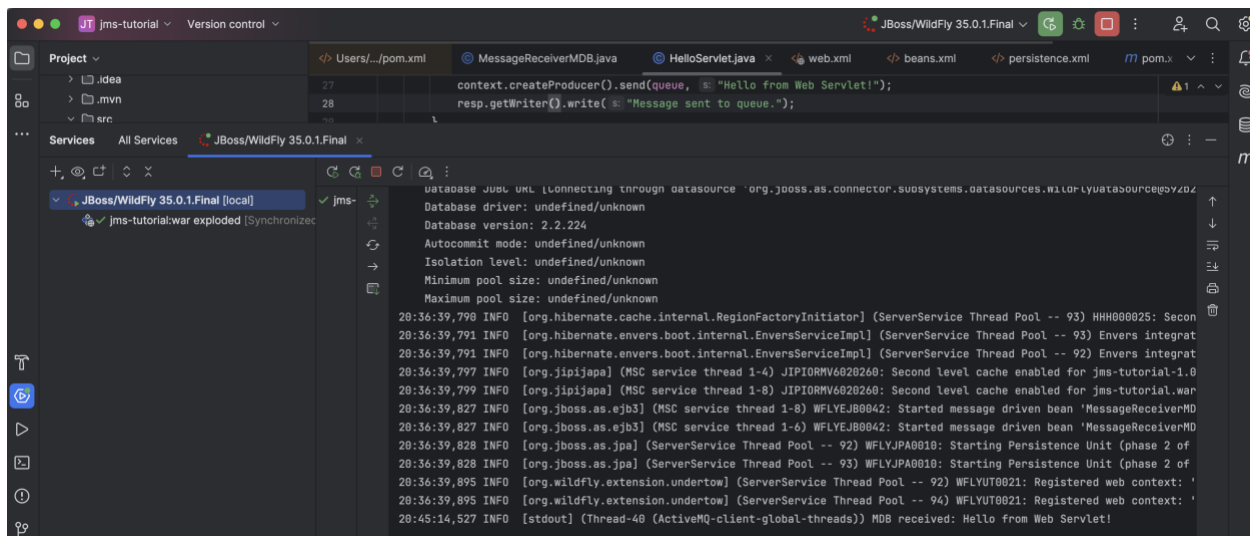 JT jms-tutorial Version control JBoss/WildFly 35.0.1.Final
Project
</> Users/.../pom.xml © MessageReceiverMDB.java © HelloServlet.java × web.xml </> beans.xml </> persistence.xml m pom.x
.idea
.mvn
src
27 context.createProducer().send(queue, s: "Hello from Web Servlet!");
28 resp.getWriter().write( s: "Message sent to queue.");
1
}
Services All Services JBoss/WildFly 35.0.1.Final ×
JBoss/WildFly 35.0.1.Final [local]
jms-tutorial:war exploded [Synchronized
jms-
Database JDBC URL [Connecting through datasource 'org.jboss.as.connector.subsystems.datasources.WildFlyDataSource@592b2
Database driver: undefined/unknown
Database version: 2.2.224
Autocommit mode: undefined/unknown
Isolation level: undefined/unknown
Minimum pool size: undefined/unknown
Maximum pool size: undefined/unknown
20:36:39,790 INFO [org.hibernate.cache.internal.RegionFactoryInitiator] (ServerService Thread Pool -- 93) HHH000025: Secon
20:36:39,791 INFO [org.hibernate.envers.boot.internal.EnversServiceImpl] (ServerService Thread Pool -- 93) Envers integrat
20:36:39,791 INFO [org.hibernate.envers.boot.internal.EnversServiceImpl] (ServerService Thread Pool -- 92) Envers integrat
20:36:39,797 INFO [org.jipijapa] (MSC service thread 1-4) JIPIORMV6020260: Second level cache enabled for jms-tutorial-1.0
20:36:39,799 INFO [org.jipijapa] (MSC service thread 1-8) JIPIORMV6020260: Second level cache enabled for jms-tutorial.war
20:36:39,827 INFO [org.jboss.as.ejb3] (MSC service thread 1-8) WFLYEJB0042: Started message driven bean 'MessageReceiverMD
20:36:39,827 INFO [org.jboss.as.ejb3] (MSC service thread 1-6) WFLYEJB0042: Started message driven bean 'MessageReceiverMD
20:36:39,828 INFO [org.jboss.as.jpa] (ServerService Thread Pool -- 92) WFLYJPA0010: Starting Persistence Unit (phase 2 of
20:36:39,828 INFO [org.jboss.as.jpa] (ServerService Thread Pool -- 93) WFLYJPA0010: Starting Persistence Unit (phase 2 of
20:36:39,895 INFO [org.wildfly.extension.undertow] (ServerService Thread Pool -- 92) WFLYUT0021: Registered web context: '
20:36:39,895 INFO [org.wildfly.extension.undertow] (ServerService Thread Pool -- 94) WFLYUT0021: Registered web context: '
20:45:14,527 INFO [stdout] (Thread-40 (ActiveMQ-client-global-threads)) MDB received: Hello from Web Servlet!